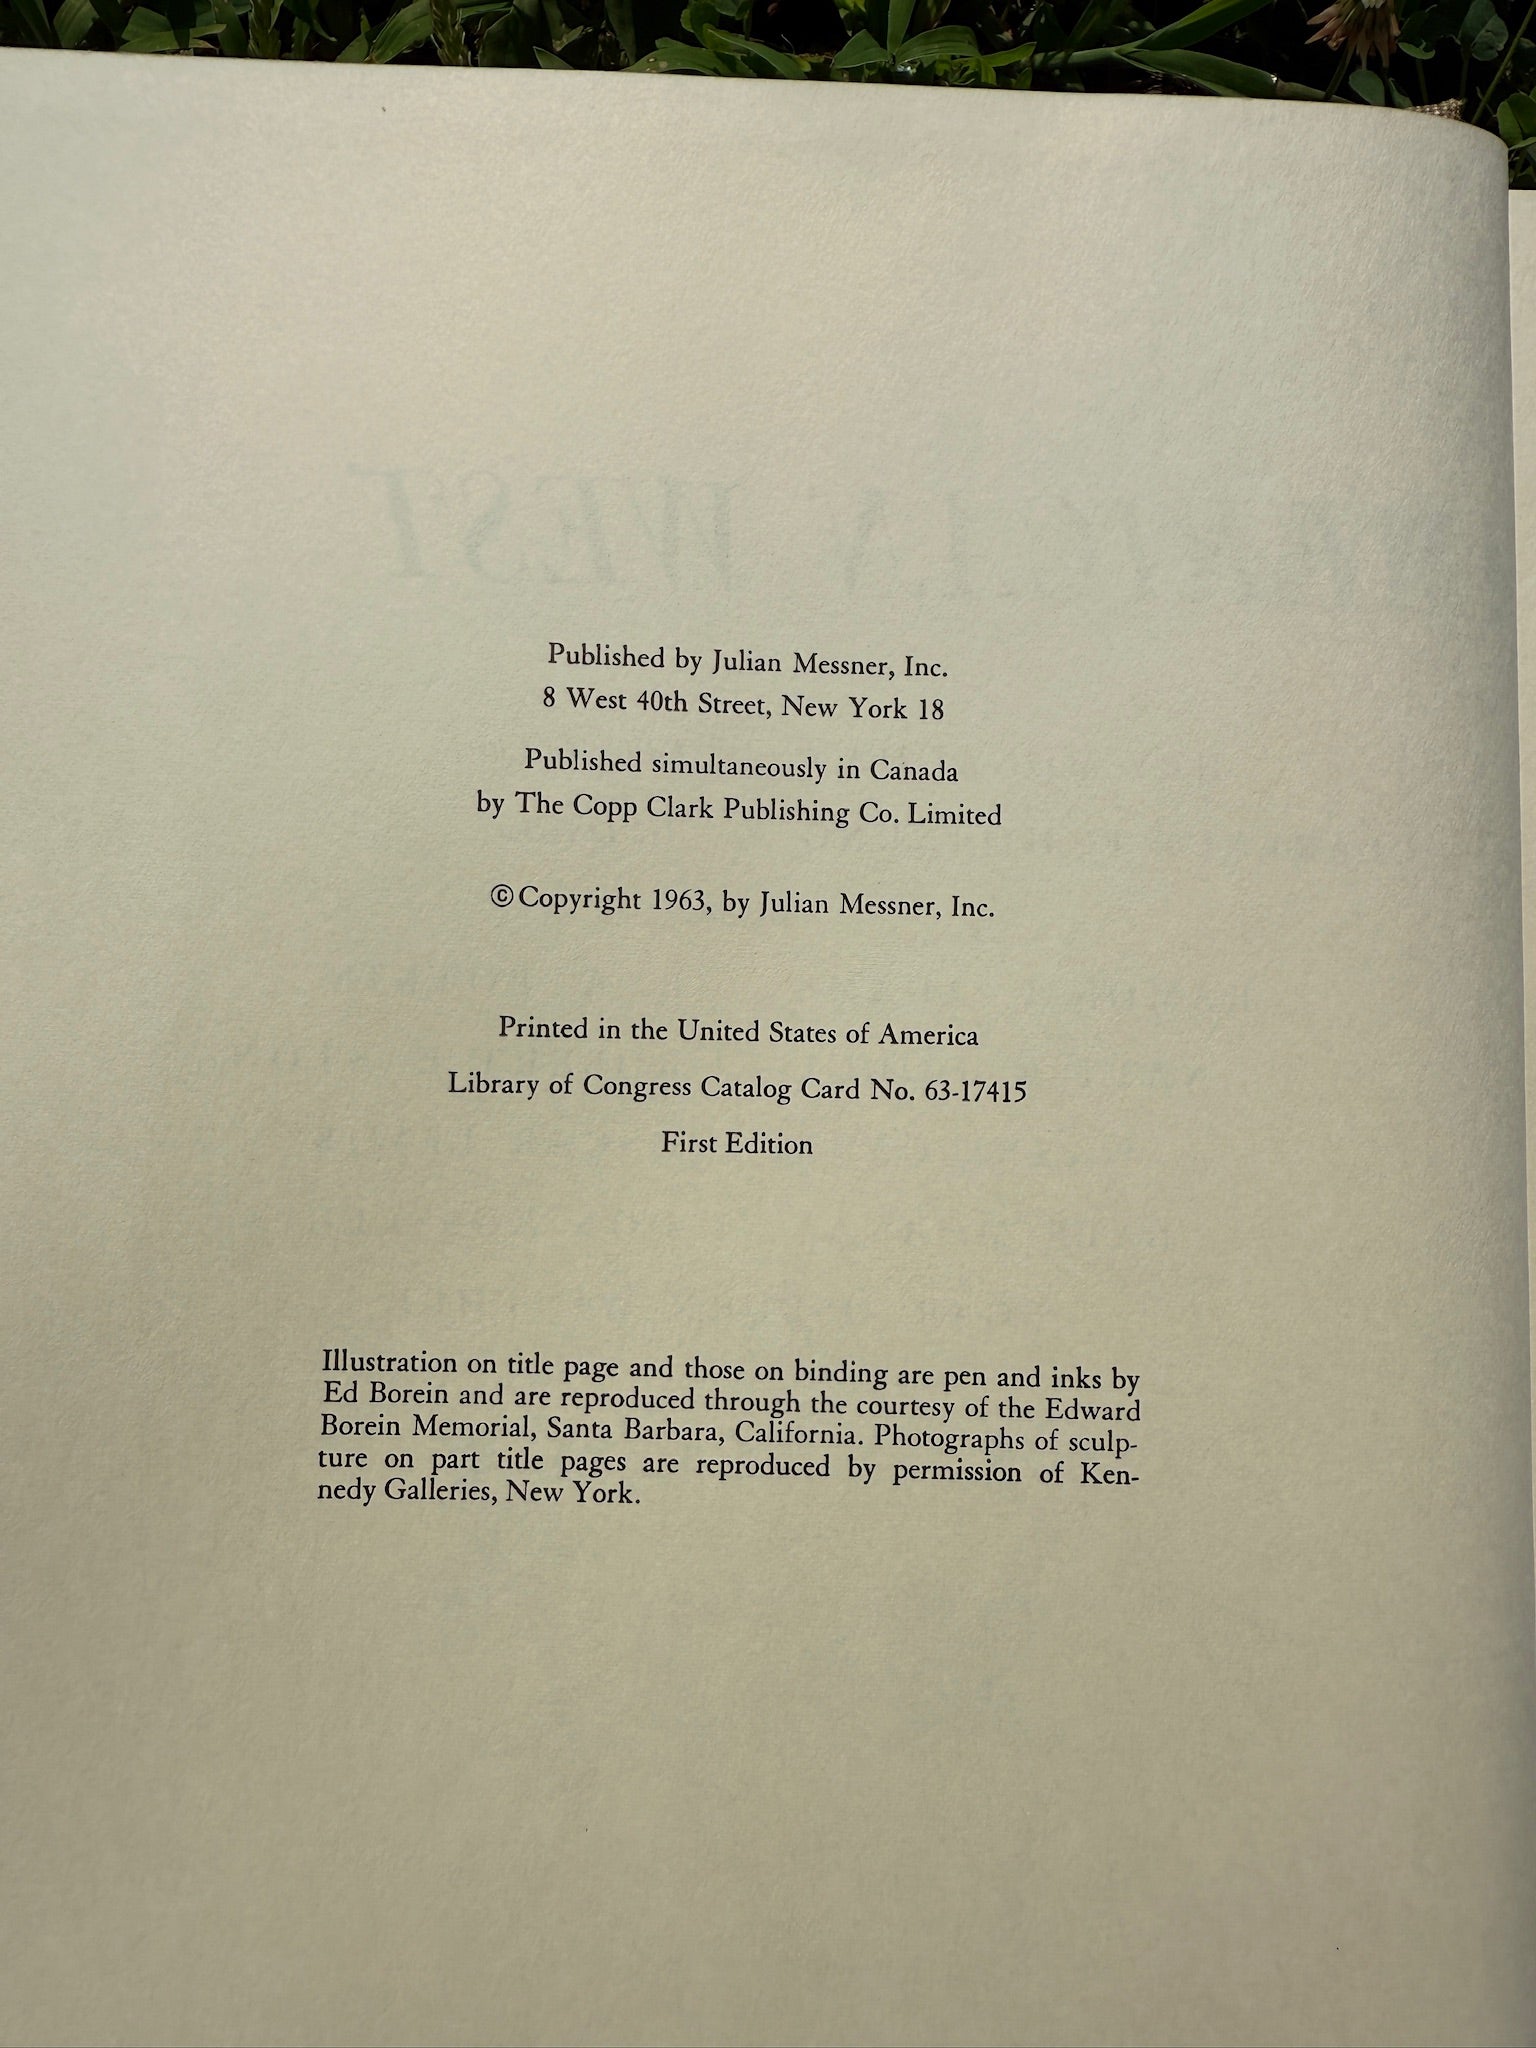 Published by Julian Messner, Inc.
8 West 40th Street, New York 18
Published simultaneously in Canada
by The Copp Clark Publishing Co. Limited
© Copyright 1963, by Julian Messner, Inc.
Printed in the United States of America
Library of Congress Catalog Card No. 63-17415
First Edition
Illustration on title page and those on binding are pen and inks by
Ed Borein and are reproduced through the courtesy of the Edward
Borein Memorial, Santa Barbara, California. Photographs of sculp-
ture on part title pages are reproduced by permission of Ken-
nedy Galleries, New York.